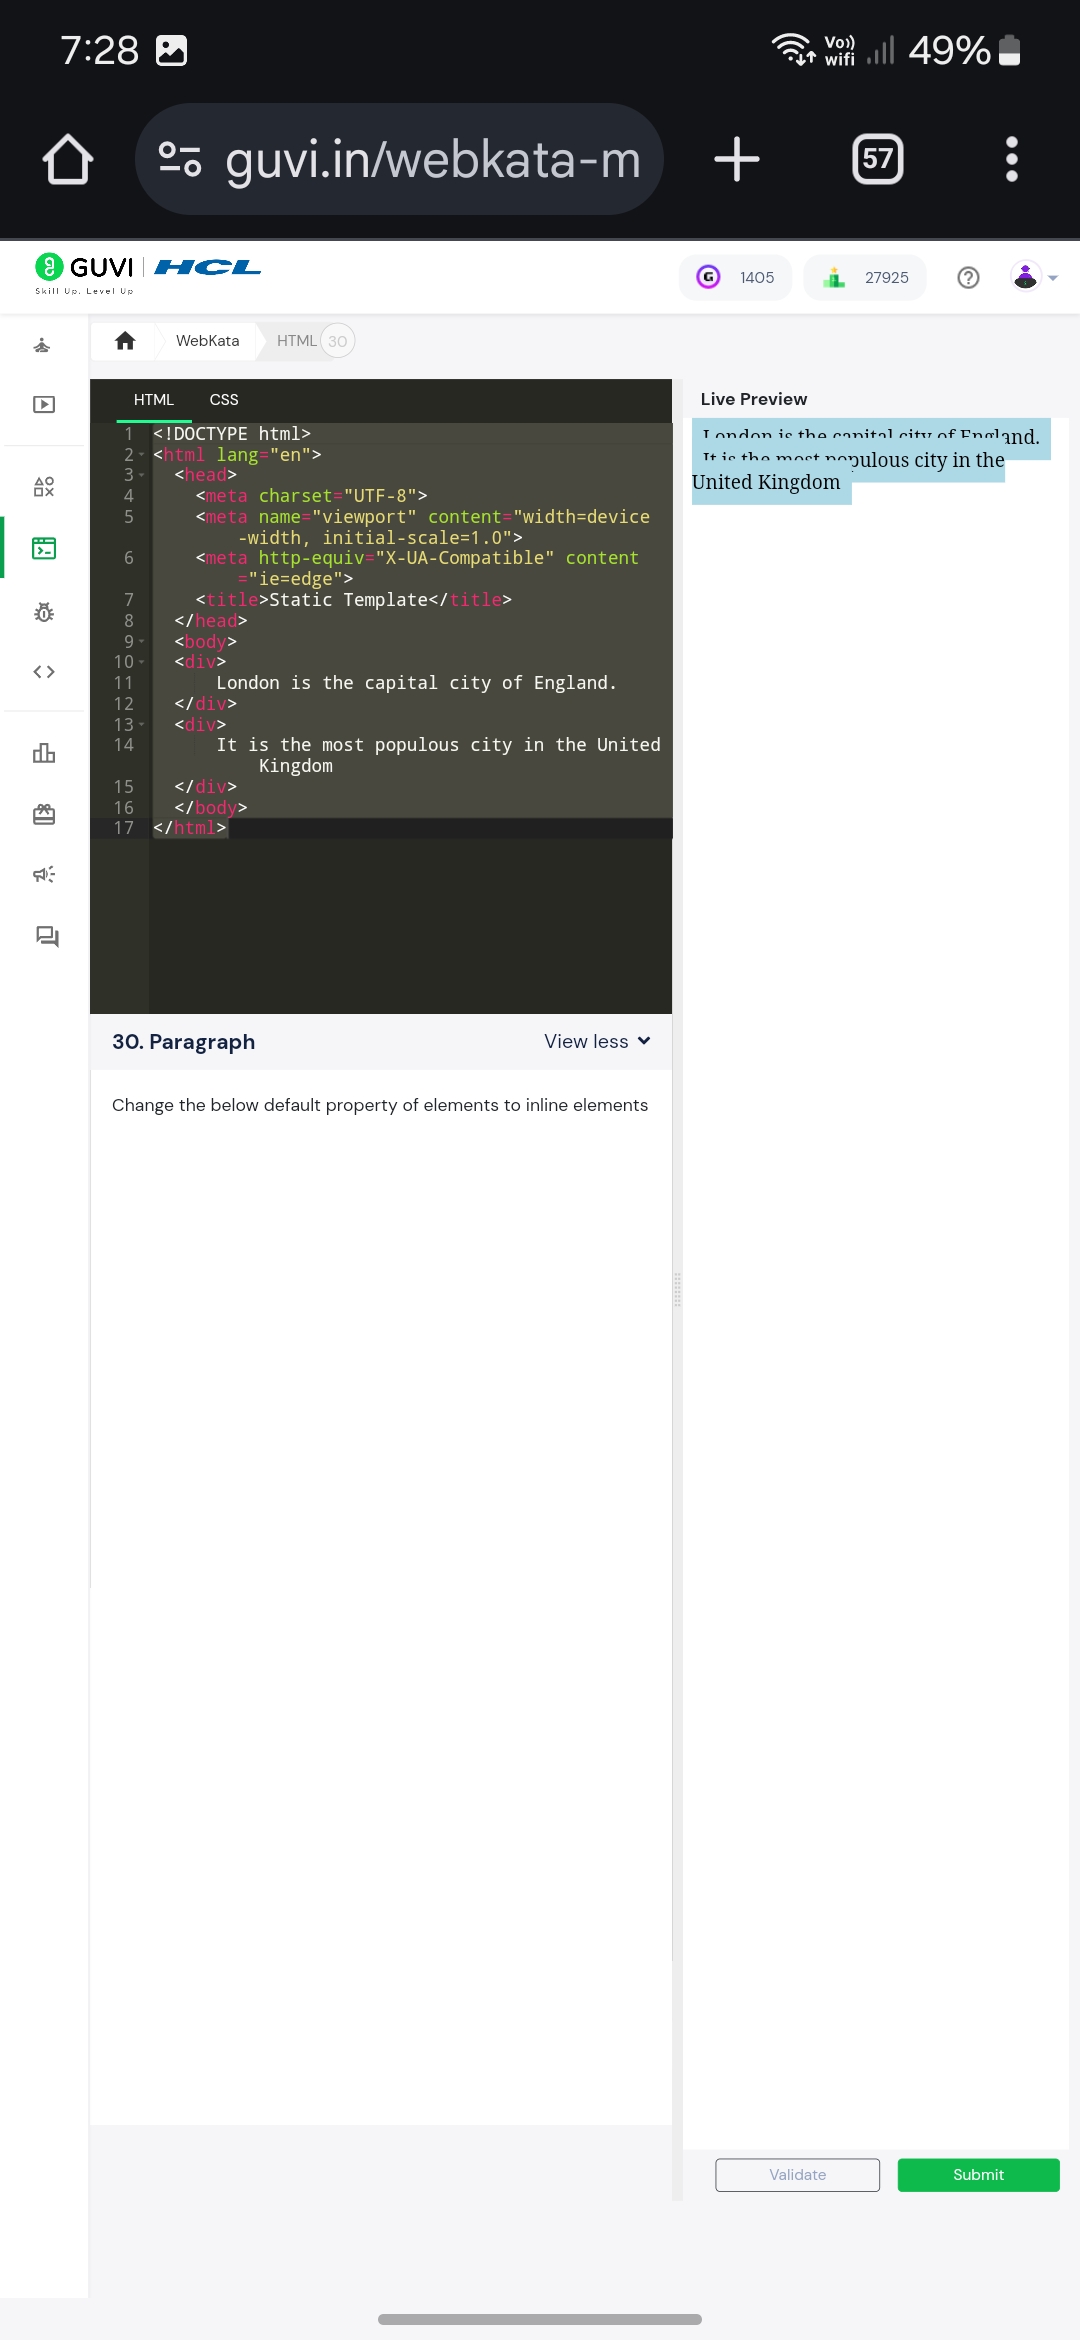 7:28
Vo)) wifi
49%
guvi.in/webkata-m
57
GUVI HCL
Skill Up. Level Up
1405
27925
WebKata
HTML
30
HTML CSS
1 <!DOCTYPE html>
2 <html lang="en">
3 <head>
4 <meta charset="UTF-8">
5 <meta name="viewport" content="width=device
-width, initial-scale=1.0">
6 <meta http-equiv="X-UA-Compatible" content
="ie=edge">
7 <title>Static Template</title>
8 </head>
9 <body>
10 <div>
11 London is the capital city of England.
12 </div>
13 <div>
14 It is the most populous city in the United
Kingdom
15 </div>
16 </body>
17 </html>
Live Preview
London is the capital city of England.
It is the most populous city in the
United Kingdom
30. Paragraph
View less
Change the below default property of elements to inline elements
Validate
Submit